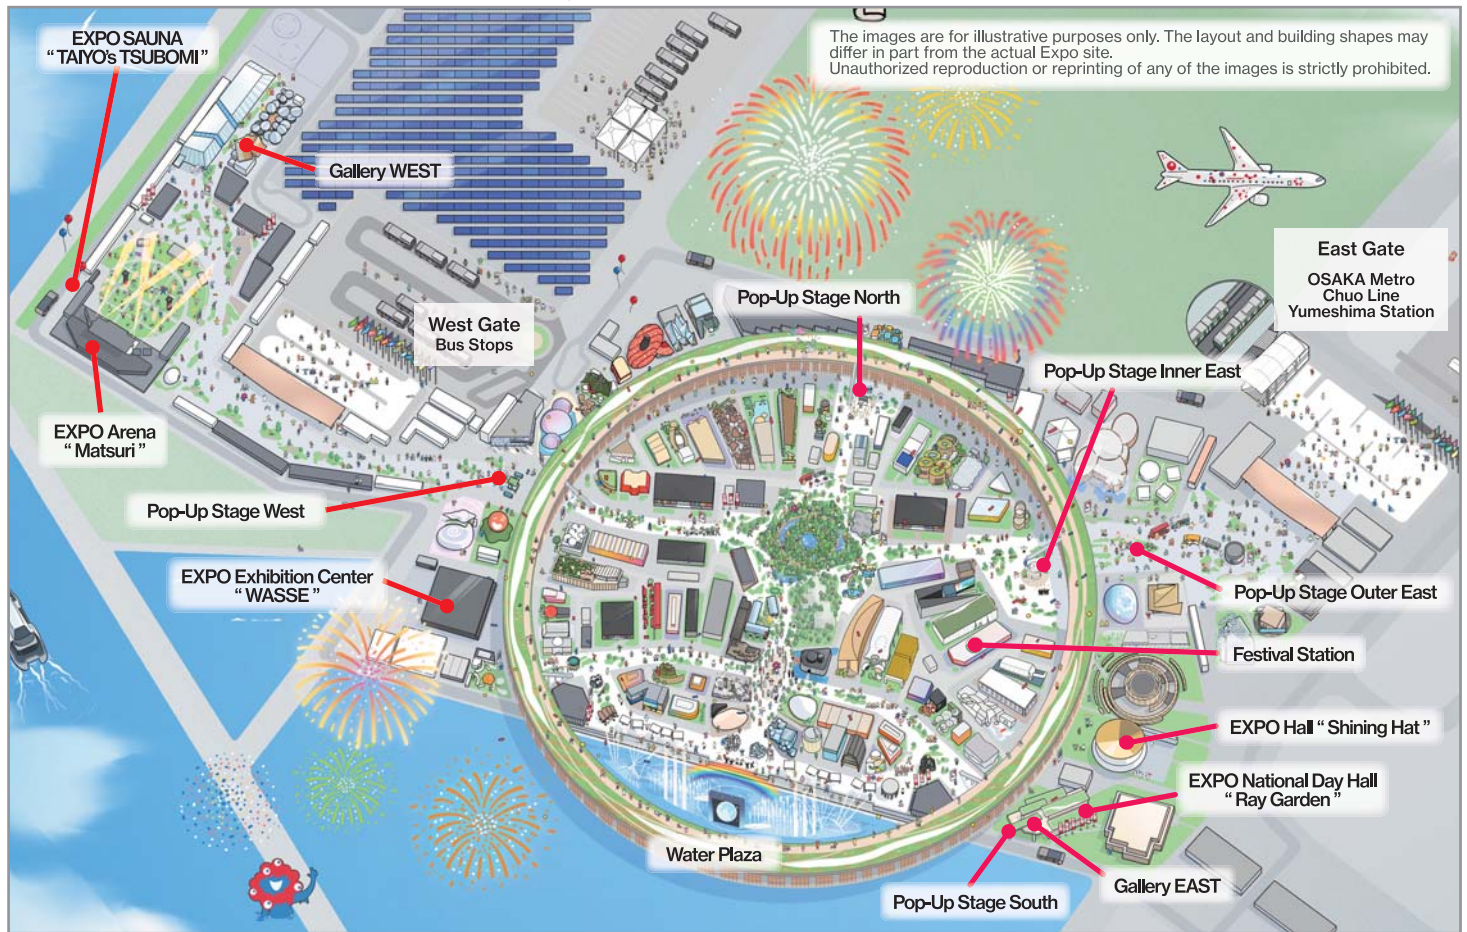 EXPO SAUNA
“ TAIYO's TSUBOMI ”
The images are for illustrative purposes only. The layout and building shapes may
differ in part from the actual Expo site.
Unauthorized reproduction or reprinting of any of the images is strictly prohibited.
Gallery WEST
East Gate
OSAKA Metro
Chuo Line
Yumeshima Station
Pop-Up Stage North
West Gate
Bus Stops
Pop-Up Stage Inner East
EXPO Arena
“ Matsuri ”
Pop-Up Stage West
EXPO Exhibition Center
“ WASSE ”
Pop-Up Stage Outer East
Festival Station
EXPO Hall “ Shining Hat ”
EXPO National Day Hall
“ Ray Garden ”
Water Plaza
Gallery EAST
Pop-Up Stage South